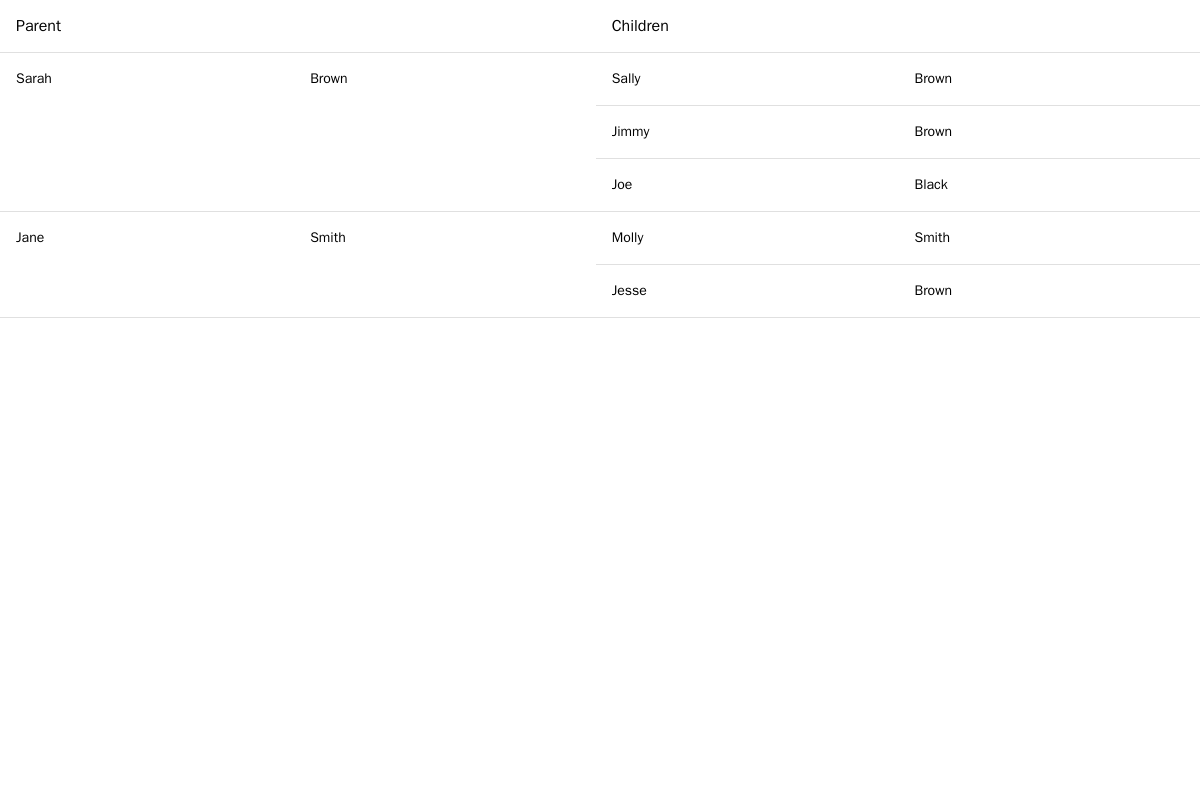 Parent Children
Sarah Brown Sally Brown
Jimmy Brown
Joe Black
Jane Smith Molly Smith
Jesse Brown